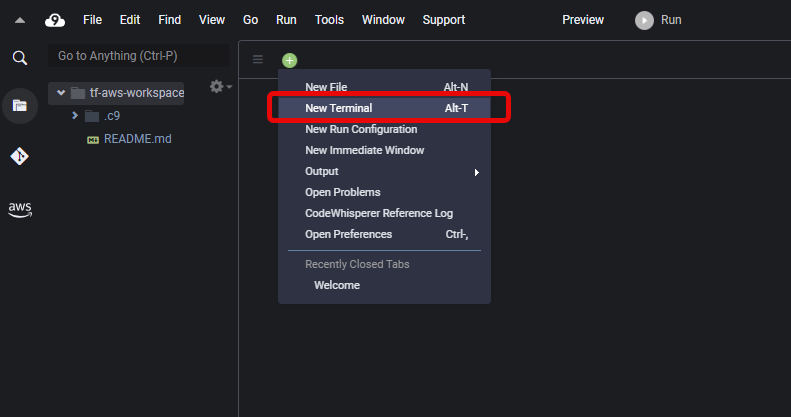 9 File Edit Find View Go Run Tools Window Support Preview Run
Go to Anything (Ctrl-P)
tf-aws-workspace
.c9
README.md
aws
New File Alt-N
New Terminal Alt-T
New Run Configuration
New Immediate Window
Output
Open Problems
CodeWhisperer Reference Log
Open Preferences Ctrl-,
Recently Closed Tabs
Welcome